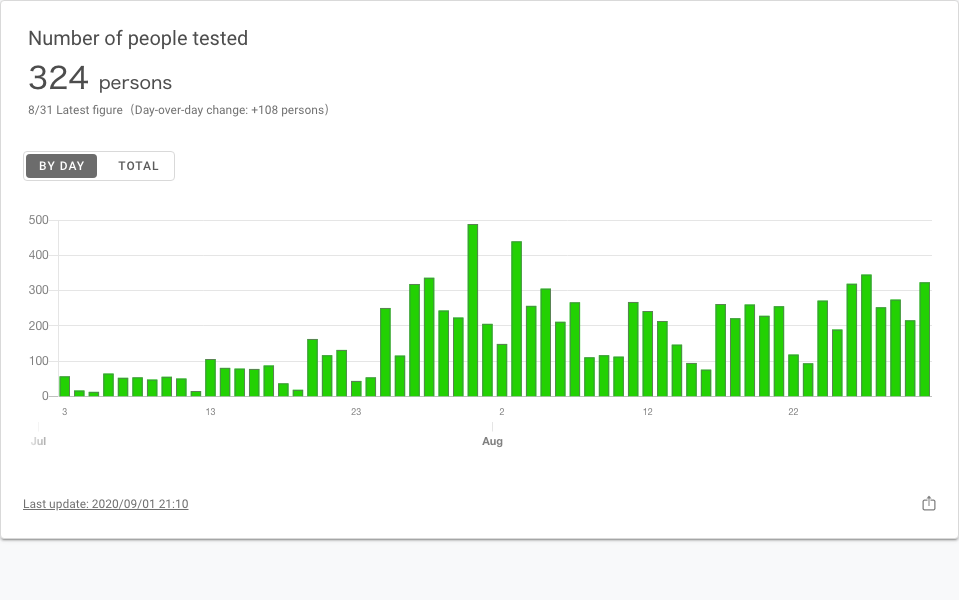 Number of people tested
324 persons
8/31 Latest figure（Day-over-day change: +108 persons）
BY DAY TOTAL
500
400
300
200
100
0
3 13 23 2 12 22
Jul Aug
Last update: 2020/09/01 21:10